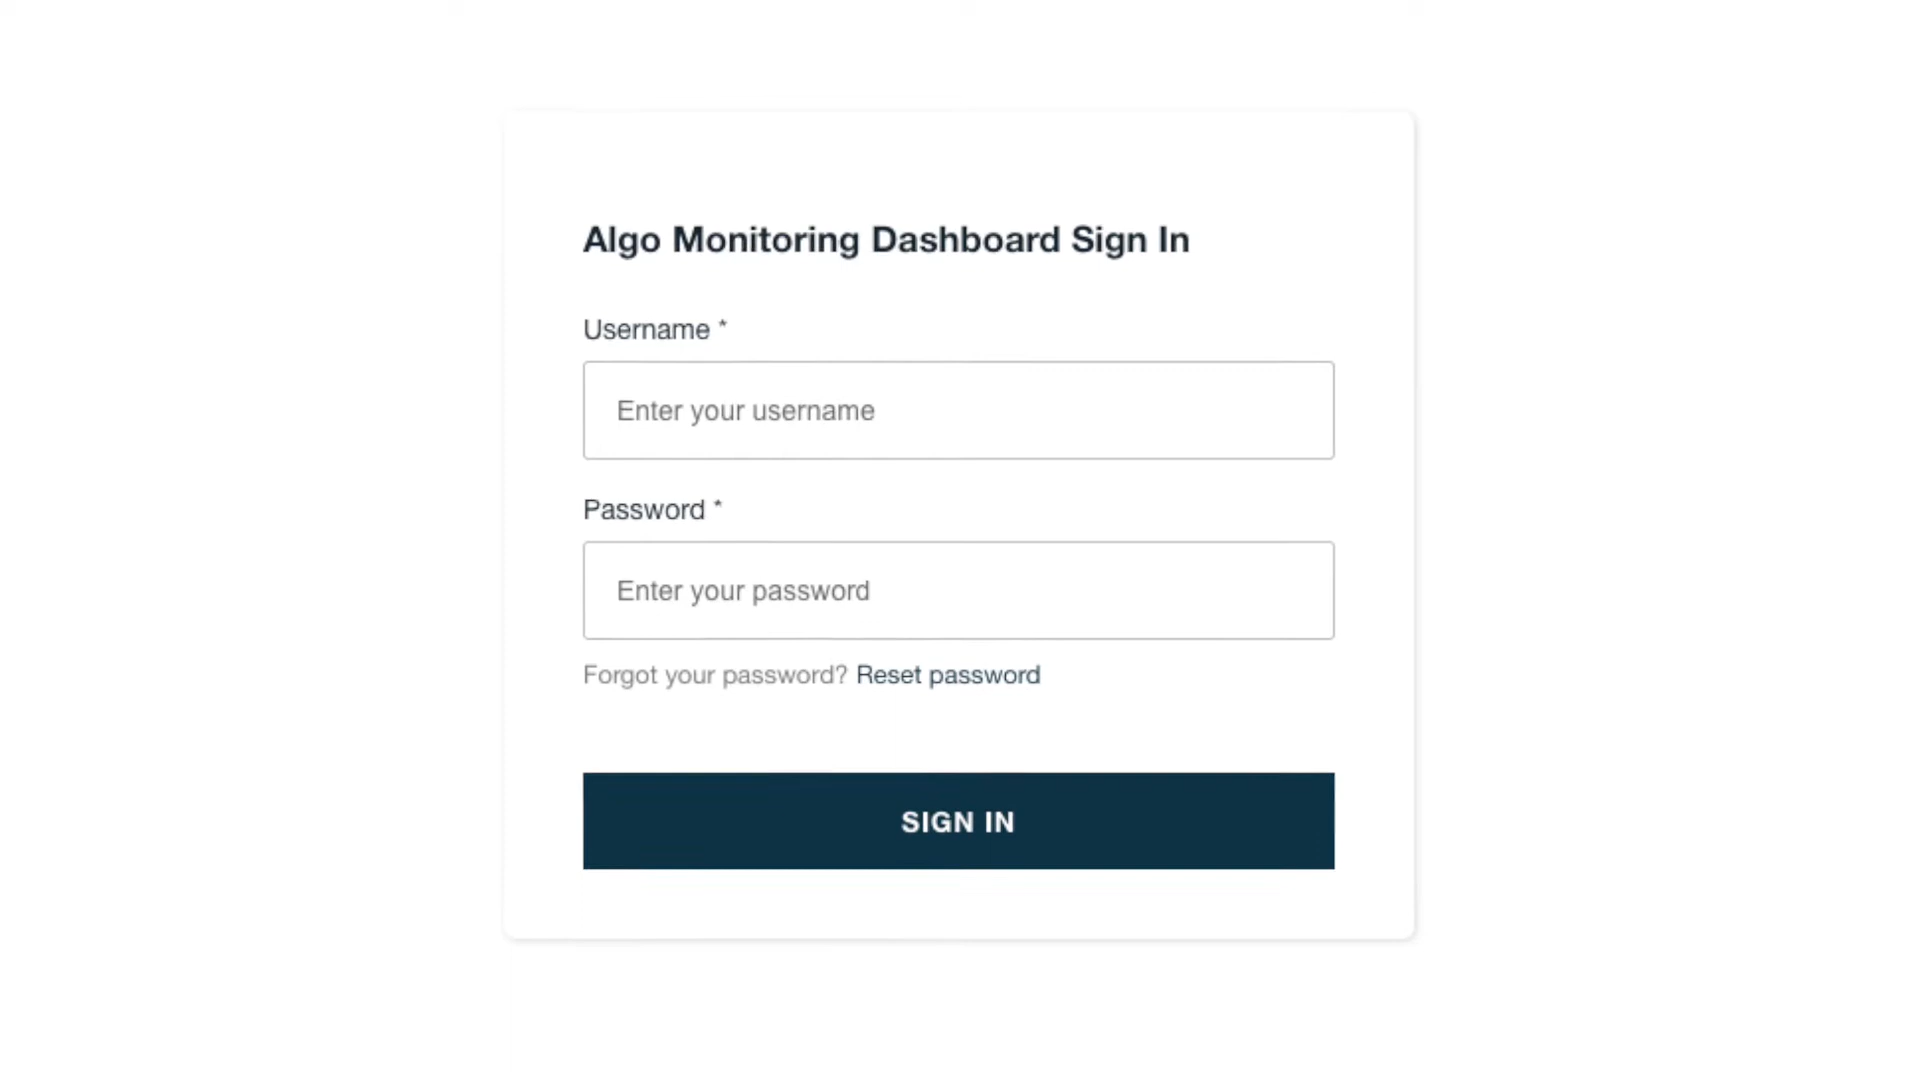 Algo Monitoring Dashboard Sign In
Username *
Enter your username
Password *
Enter your password
Forgot your password? Reset password
SIGN IN